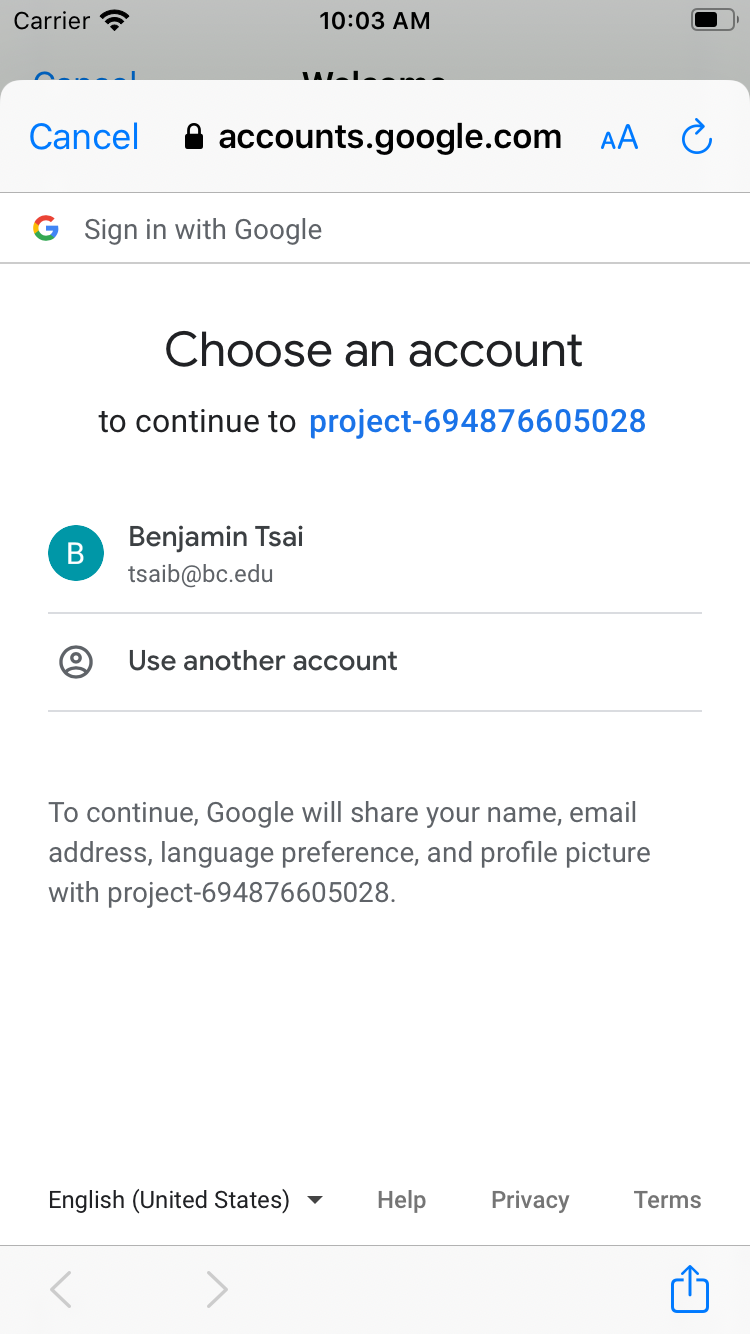 Carrier 10:03 AM
Cancel Welcome
Cancel accounts.google.com AA
Sign in with Google
Choose an account
to continue to project-694876605028
B
Benjamin Tsai
tsaib@bc.edu
Use another account
To continue, Google will share your name, email
address, language preference, and profile picture
with project-694876605028.
English (United States) Help Privacy Terms